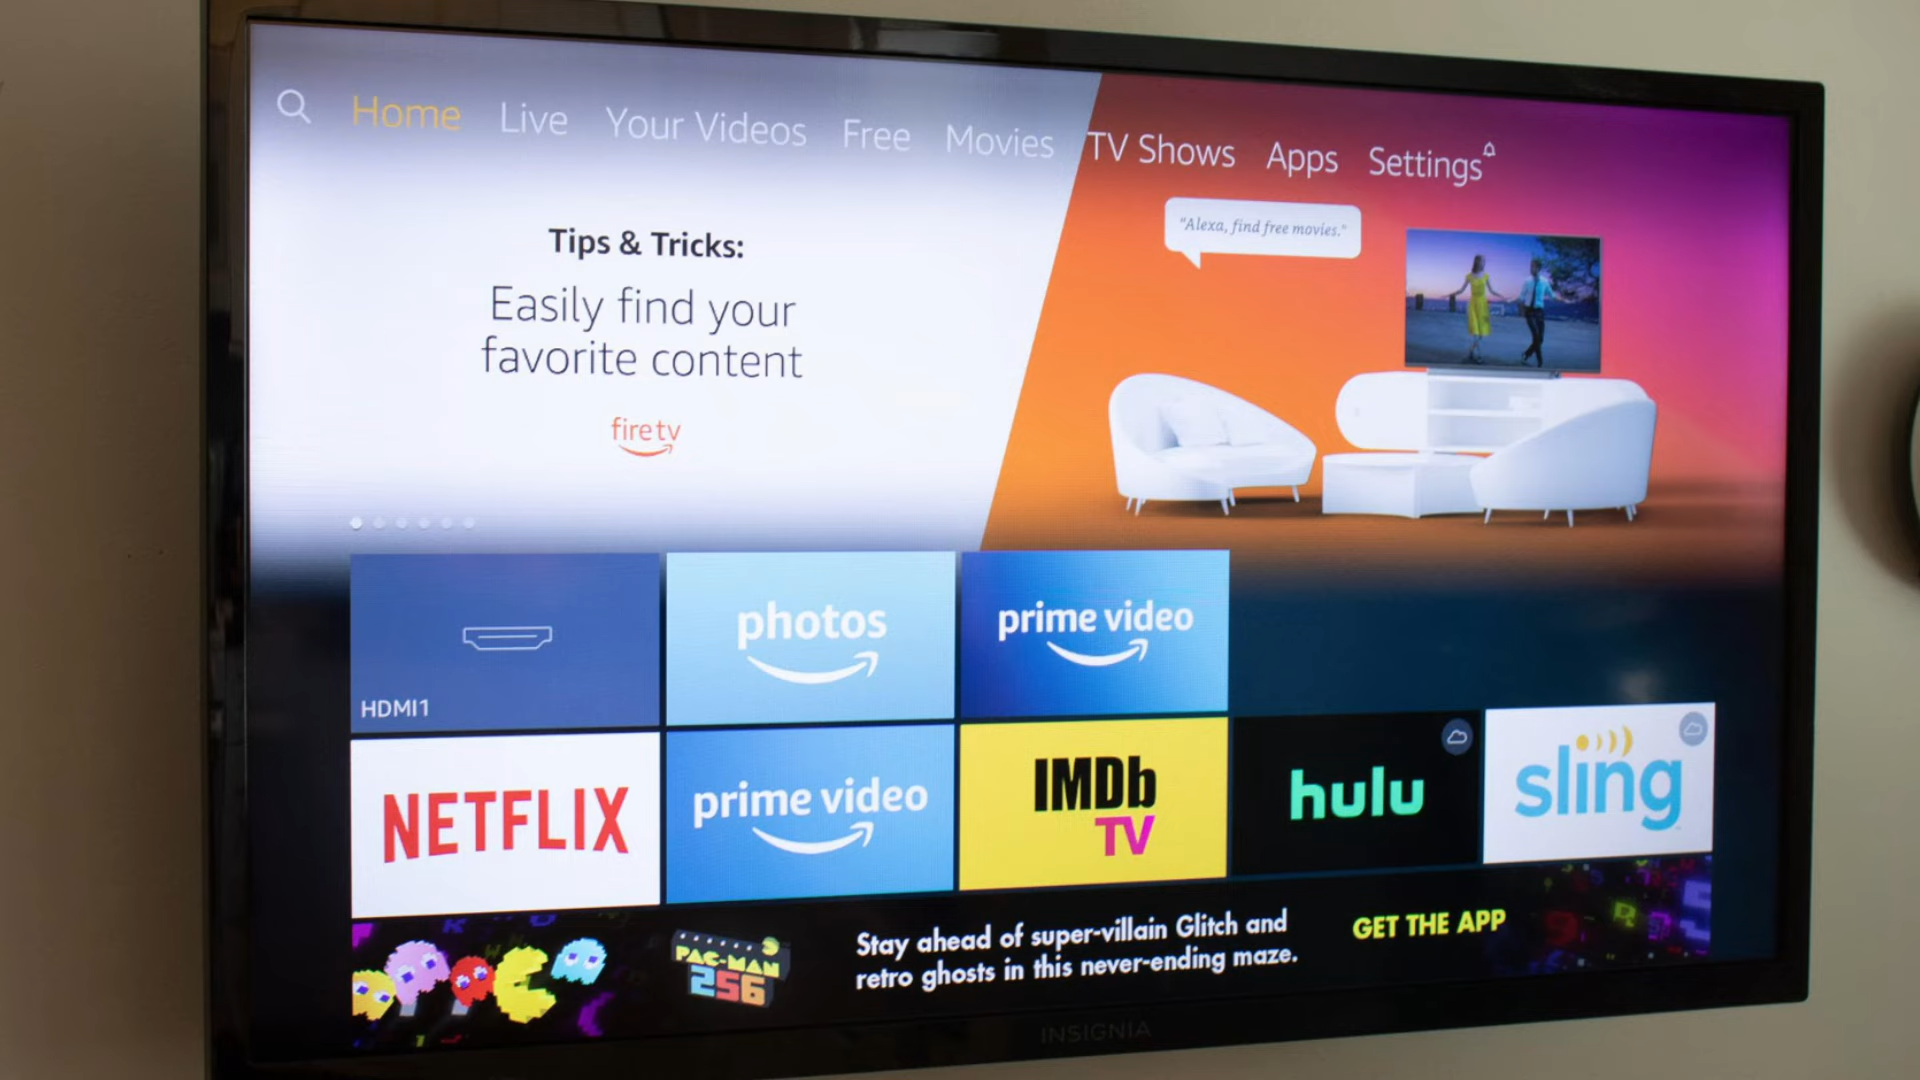 Home Live Your Videos Free Movies TV Shows Apps Settings
"Alexa, find free movies."
Tips & Tricks:
Easily find your
favorite content
firetv
HDMI1
photos
prime video
NETFLIX
prime video
IMDb
TV
hulu
sling
PAC-MAN
256
Stay ahead of super-villain Glitch and
retro ghosts in this never-ending maze.
GET THE APP
INSIGNIA